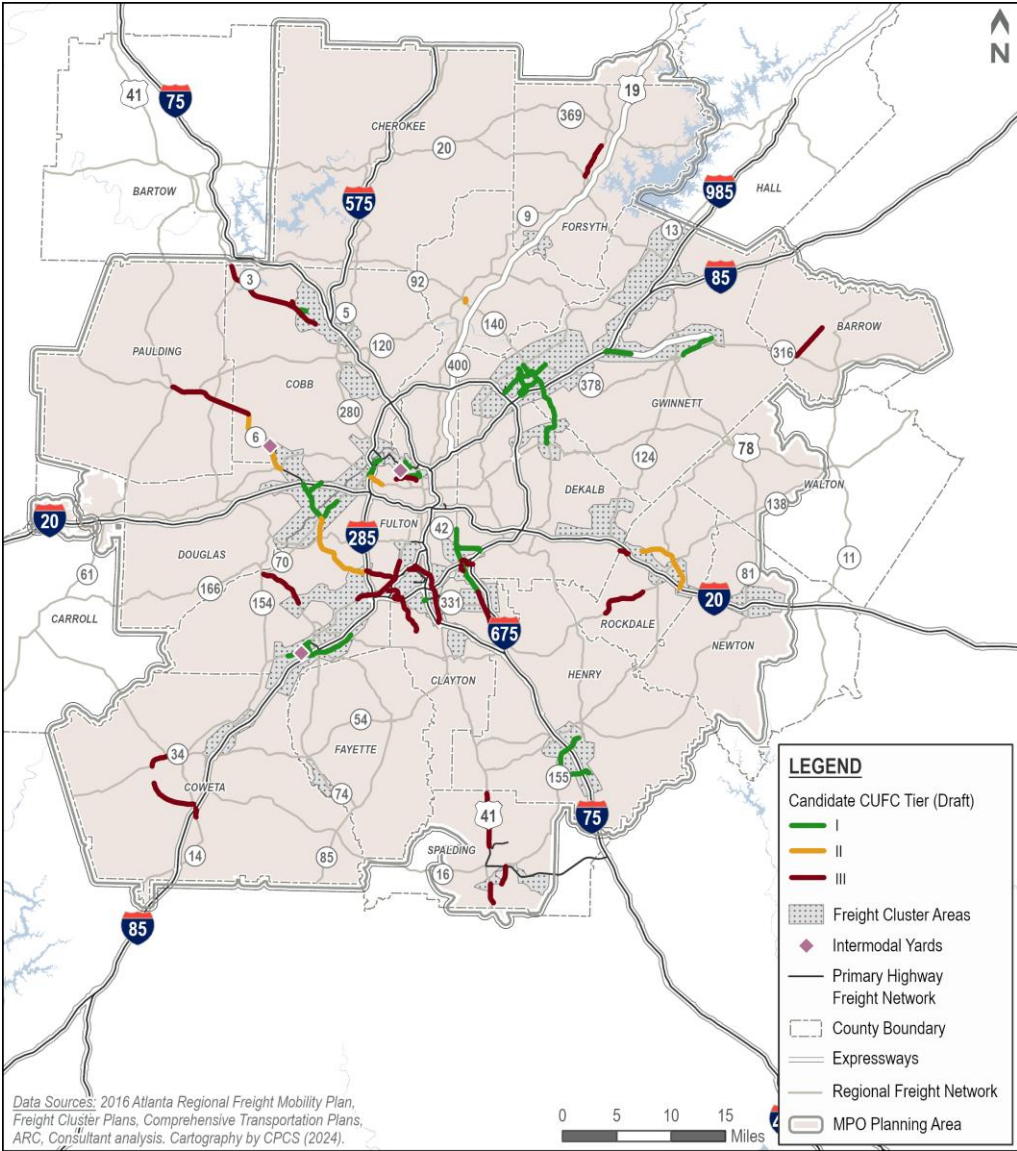 N
19
41
75
369
CHEROKEE
20
BARTOW
985
HALL
575
9
FORSYTH
13
85
3
92
5
140
BARROW
PAULDING
120
316
400
COBB
378
GWINNETT
280
6
78
124
WALTON
DEKALB
138
20
FULTON
42
285
DOUGLAS
70
11
61
166
81
154
331
20
CARROLL
ROCKDALE
675
NEWTON
CLAYTON
HENRY
54
34
FAYETTE
155
COWETA
74
41
75
SPALDING
14
85
16
85
LEGEND
Candidate CUFC Tier (Draft)
I
II
III
Freight Cluster Areas
Intermodal Yards
Primary Highway
Freight Network
County Boundary
Expressways
Regional Freight Network
MPO Planning Area
Data Sources: 2016 Atlanta Regional Freight Mobility Plan,
Freight Cluster Plans, Comprehensive Transportation Plans,
ARC, Consultant analysis. Cartography by CPCS (2024).
0 5 10 15
Miles